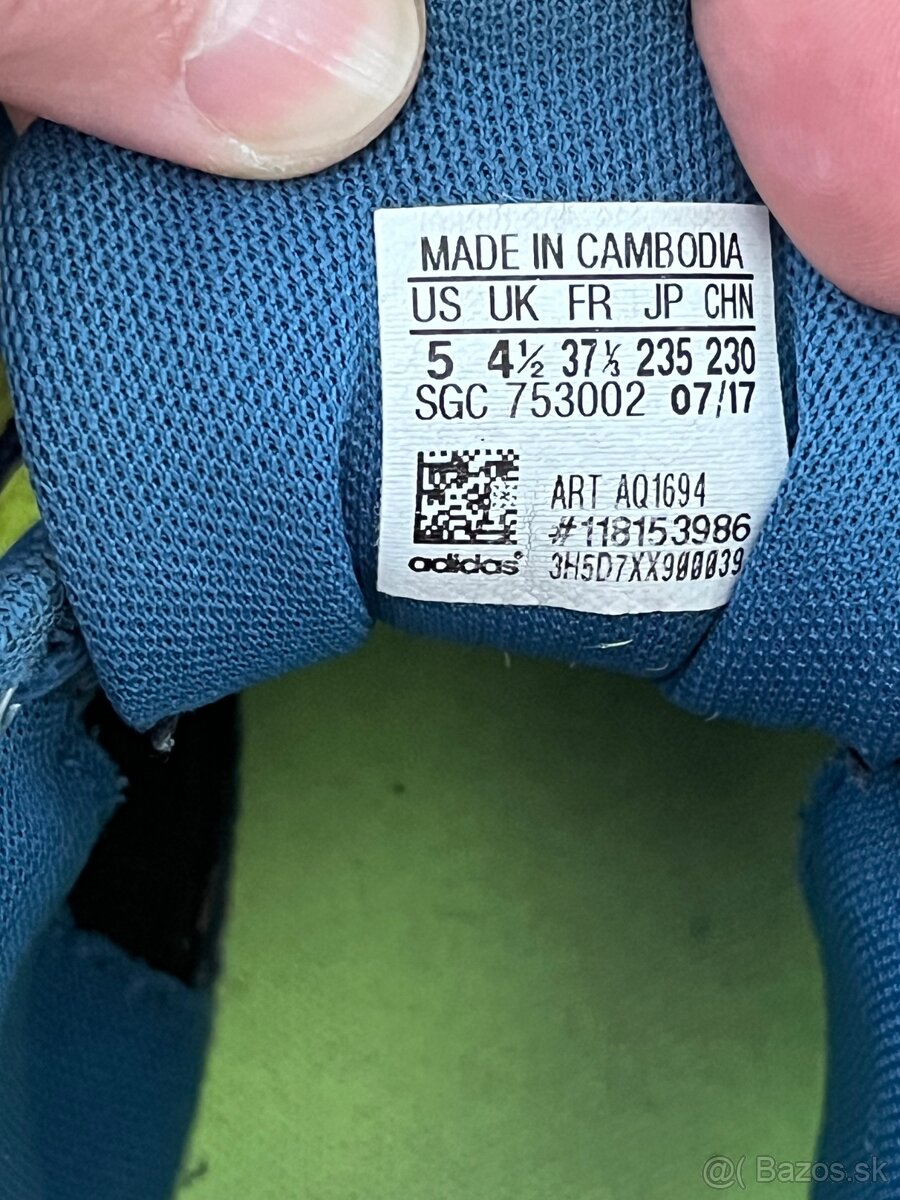 MADE IN CAMBODIA
US UK FR JP CHN
5 4½ 37⅓ 235 230
SGC 753002 07/17
ART AQ1694
#118153986
adidas® 3H5D7XX900039
@( Bazos.sk